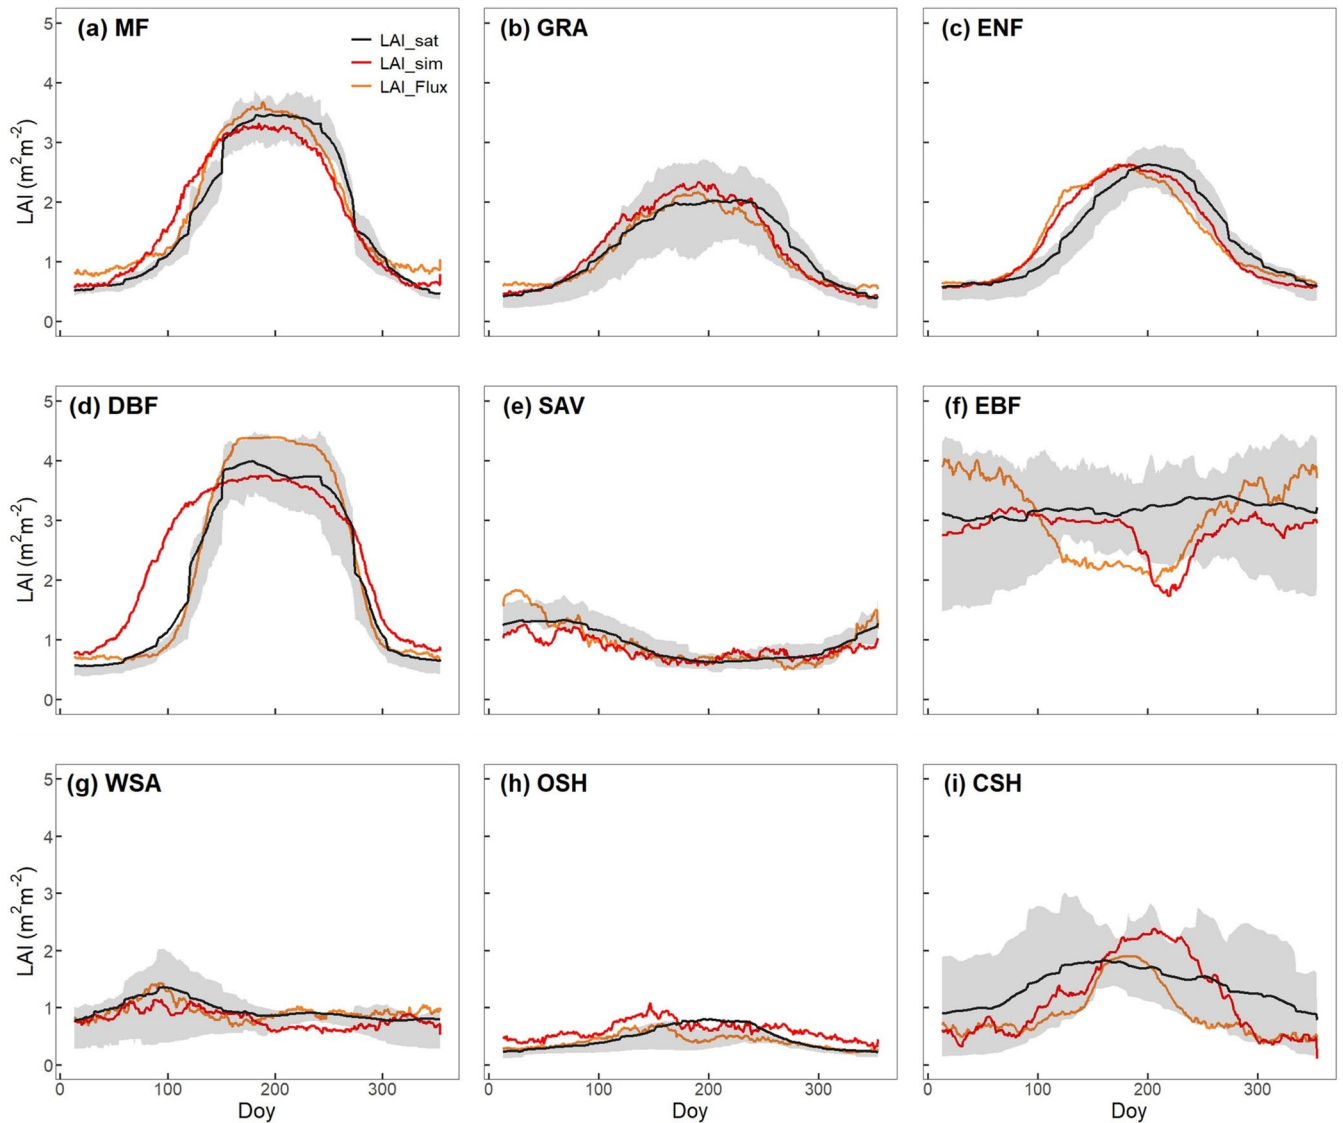 (a) MF
LAI_sat
LAI_sim
LAI_Flux
(b) GRA
(c) ENF
5
4
3
2
1
0
LAI (m²m⁻²)
0
100
200
300
0
100
200
300
0
100
200
300
(d) DBF
(e) SAV
(f) EBF
5
4
3
2
1
0
LAI (m²m⁻²)
(g) WSA
(h) OSH
(i) CSH
5
4
3
2
1
0
LAI (m²m⁻²)
Doy
Doy
Doy